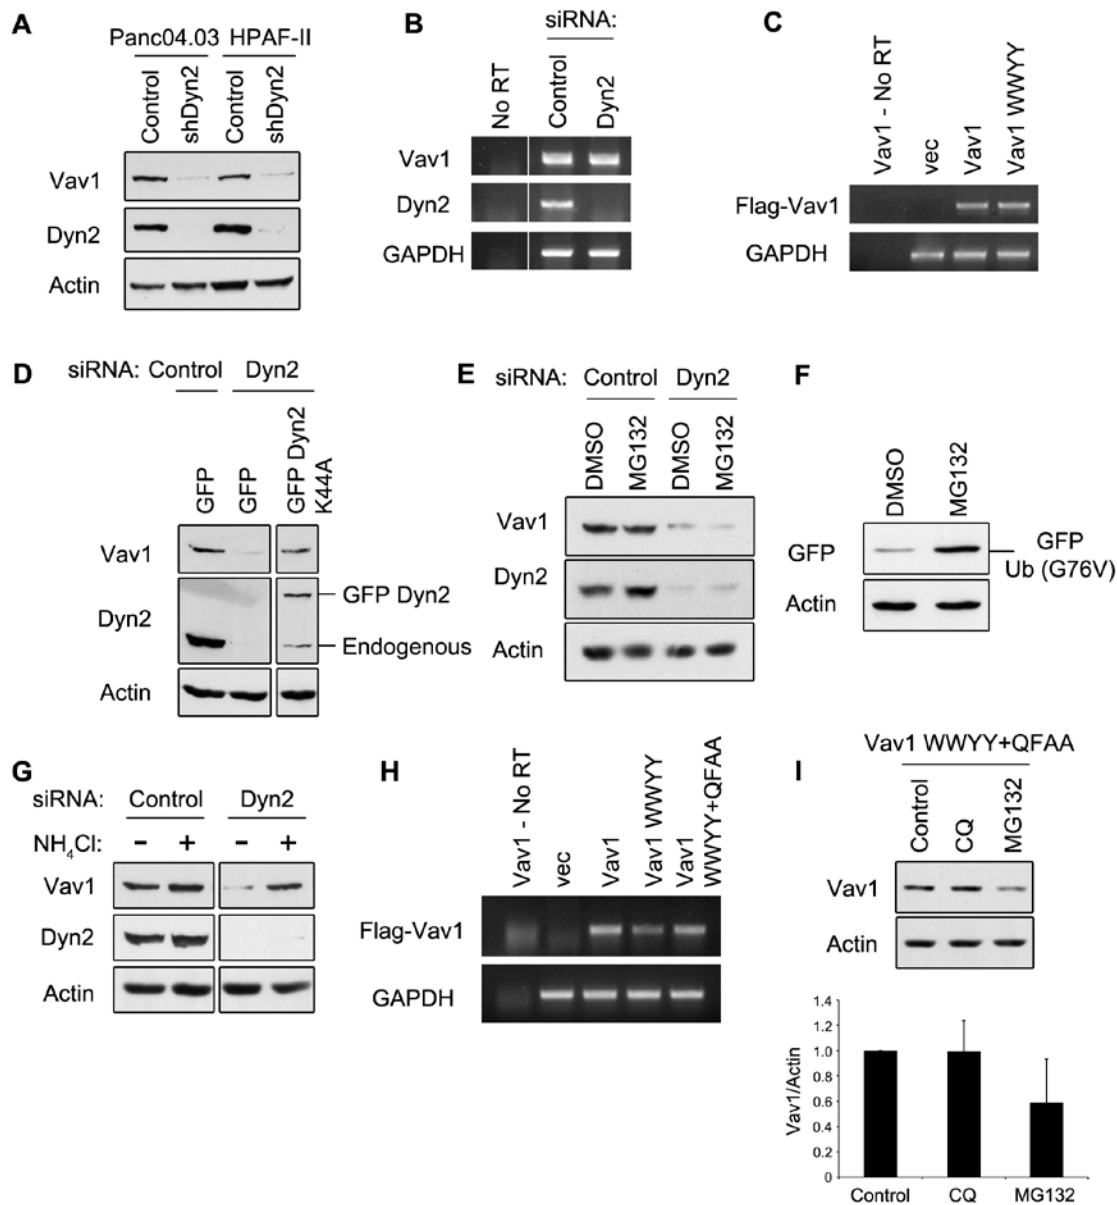 A
Panc04.03 HPAF-II
Control
shDyn2
Control
shDyn2
Vav1
Dyn2
Actin
B
siRNA:
No RT
Control
Dyn2
Vav1
Dyn2
GAPDH
C
Vav1 - No RT
vec
Vav1
Vav1 WWYY
Flag-Vav1
GAPDH
D
siRNA: Control Dyn2
GFP
GFP
GFP Dyn2
K44A
Vav1
Dyn2
GFP Dyn2
Endogenous
Actin
E
siRNA: Control Dyn2
DMSO
MG132
DMSO
MG132
Vav1
Dyn2
Actin
F
DMSO
MG132
GFP
GFP
Ub (G76V)
Actin
G
siRNA: Control Dyn2
NH4Cl: - + - +
Vav1
Dyn2
Actin
H
Vav1 - No RT
vec
Vav1
Vav1 WWYY
Vav1
WWYY+QFAA
Flag-Vav1
GAPDH
I
Vav1 WWYY+QFAA
Control
CQ
MG132
Vav1
Actin
Vav1/Actin
1.4
1.2
1.0
0.8
0.6
0.4
0.2
0
Control CQ MG132